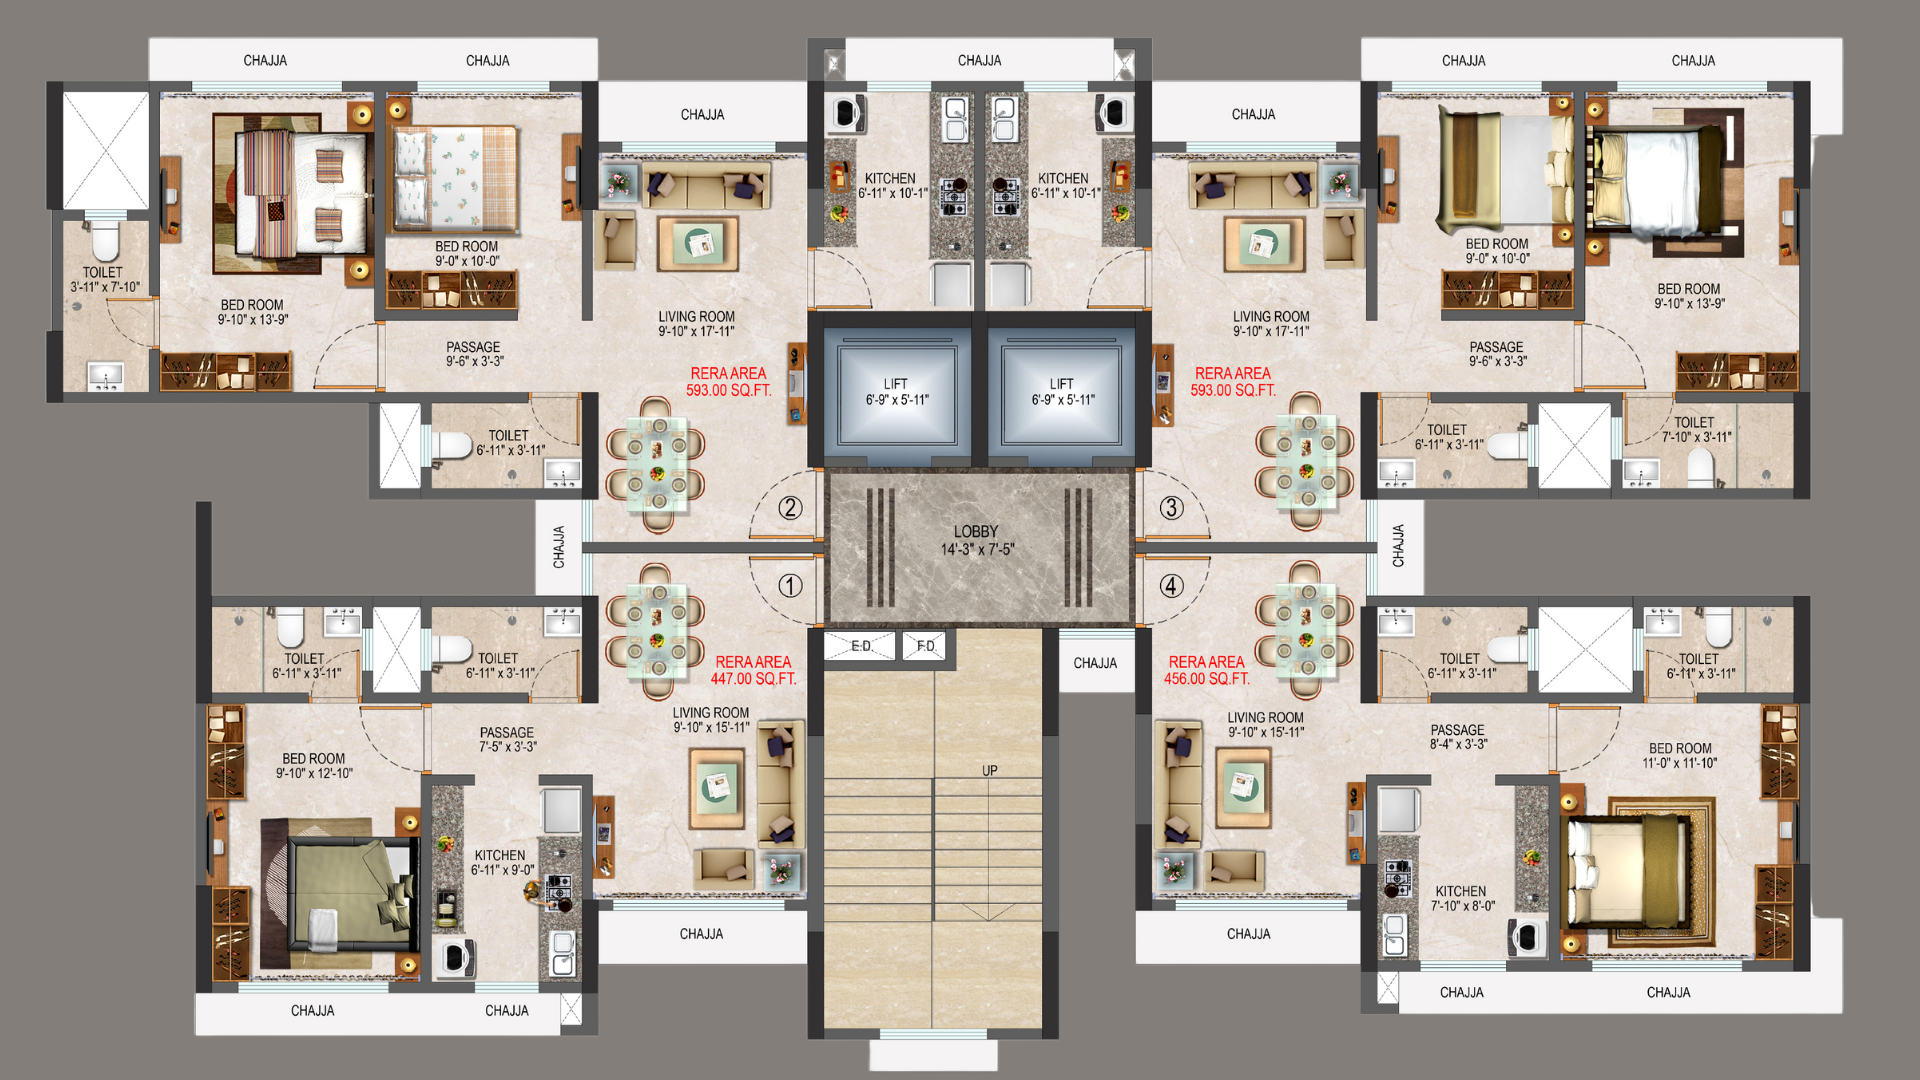 CHAJJA
CHAJJA
CHAJJA
CHAJJA
CHAJJA
CHAJJA
CHAJJA
KITCHEN
6'-11" x 10'-1"
KITCHEN
6'-11" x 10'-1"
BED ROOM
9'-0" x 10'-0"
BED ROOM
9'-0" x 10'-0"
TOILET
3'-11" x 7'-10"
BED ROOM
9'-10" x 13'-9"
BED ROOM
9'-10" x 13'-9"
LIVING ROOM
9'-10" x 17'-11"
LIVING ROOM
9'-10" x 17'-11"
PASSAGE
9'-6" x 3'-3"
PASSAGE
9'-6" x 3'-3"
RERA AREA
593.00 SQ.FT.
LIFT
6'-9" x 5'-11"
LIFT
6'-9" x 5'-11"
RERA AREA
593.00 SQ.FT.
TOILET
6'-11" x 3'-11"
TOILET
6'-11" x 3'-11"
TOILET
7'-10" x 3'-11"
2
3
CHAJJA
LOBBY
14'-3" x 7'-5"
CHAJJA
1
4
E.D.
F.D.
TOILET
6'-11" x 3'-11"
TOILET
6'-11" x 3'-11"
RERA AREA
447.00 SQ.FT.
CHAJJA
RERA AREA
456.00 SQ.FT.
TOILET
6'-11" x 3'-11"
TOILET
6'-11" x 3'-11"
LIVING ROOM
9'-10" x 15'-11"
LIVING ROOM
9'-10" x 15'-11"
PASSAGE
7'-5" x 3'-3"
PASSAGE
8'-4" x 3'-3"
BED ROOM
9'-10" x 12'-10"
BED ROOM
11'-0" x 11'-10"
UP
KITCHEN
6'-11" x 9'-0"
KITCHEN
7'-10" x 8'-0"
CHAJJA
CHAJJA
CHAJJA
CHAJJA
CHAJJA
CHAJJA